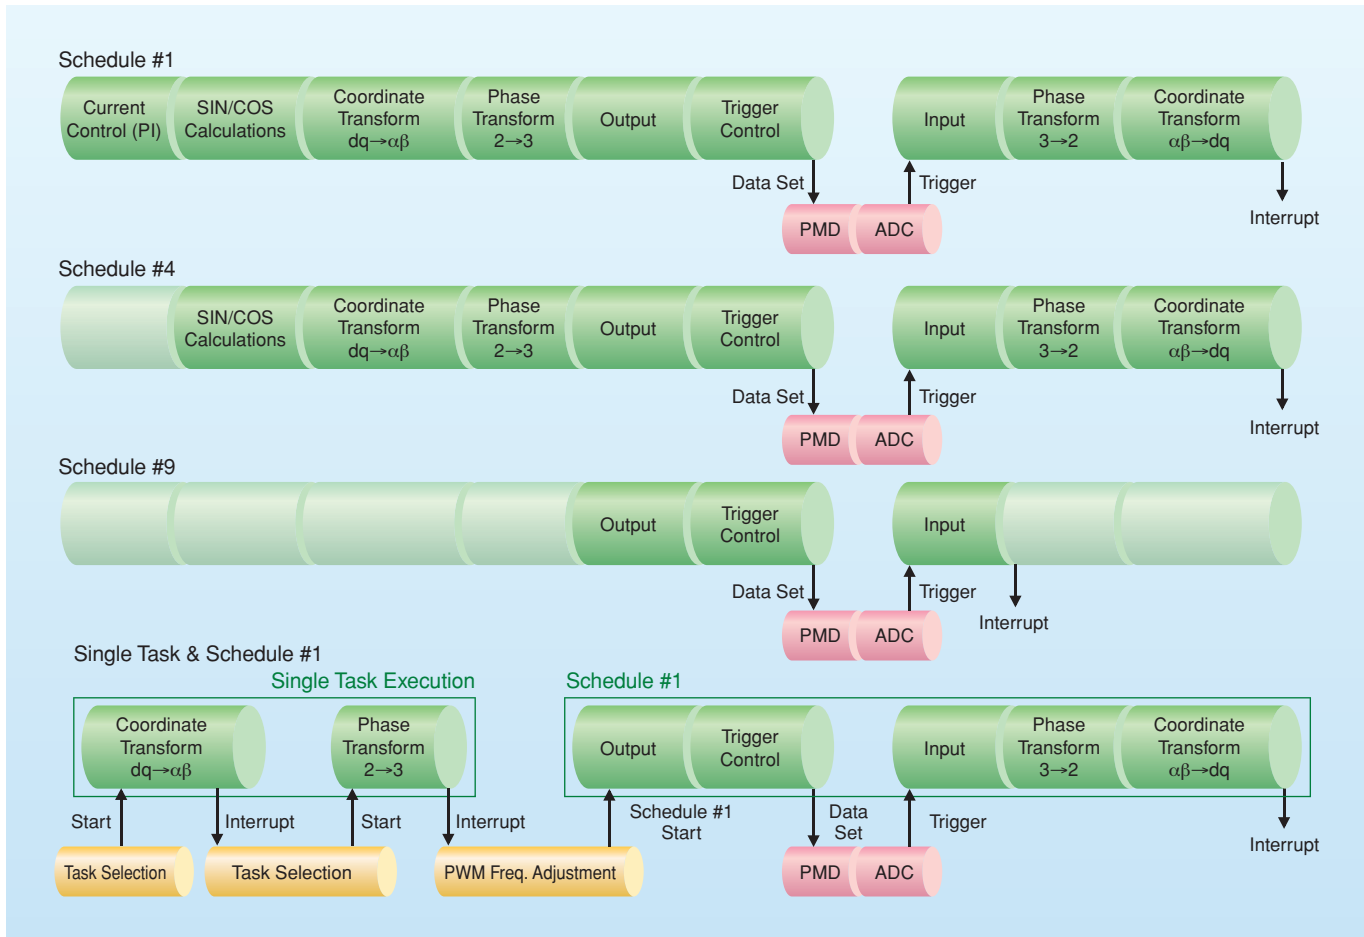 Schedule #1
Current
Control (PI)
SIN/COS
Calculations
Coordinate
Transform
dq→αβ
Phase
Transform
2→3
Output
Trigger
Control
Input
Phase
Transform
3→2
Coordinate
Transform
αβ→dq
Data Set
Trigger
Interrupt
PMD
ADC
Schedule #4
SIN/COS
Calculations
Coordinate
Transform
dq→αβ
Phase
Transform
2→3
Output
Trigger
Control
Input
Phase
Transform
3→2
Coordinate
Transform
αβ→dq
Data Set
Trigger
Interrupt
PMD
ADC
Schedule #9
Output
Trigger
Control
Input
Data Set
Trigger
Interrupt
PMD
ADC
Single Task & Schedule #1
Single Task Execution
Schedule #1
Coordinate
Transform
dq→αβ
Phase
Transform
2→3
Output
Trigger
Control
Input
Phase
Transform
3→2
Coordinate
Transform
αβ→dq
Start
Interrupt
Start
Interrupt
Schedule #1
Start
Data
Set
Trigger
Interrupt
Task Selection
Task Selection
PWM Freq. Adjustment
PMD
ADC